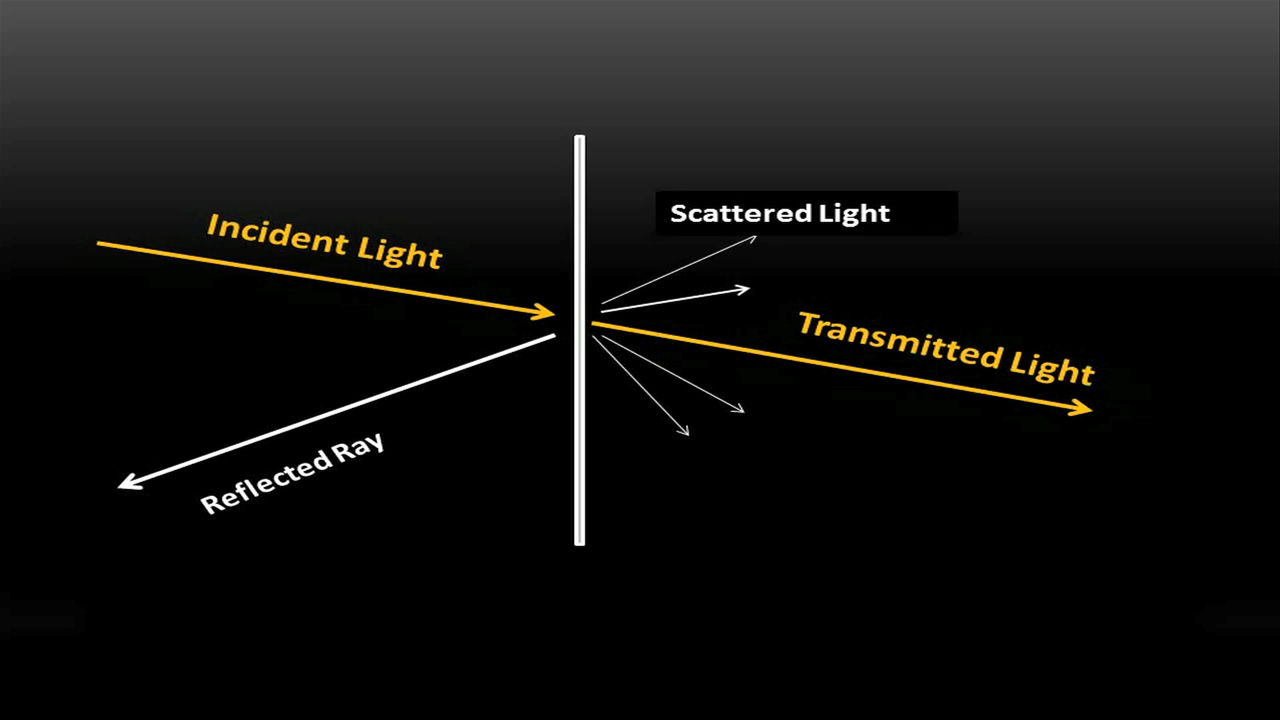 Scattered Light
Incident Light
Transmitted Light
Reflected Ray